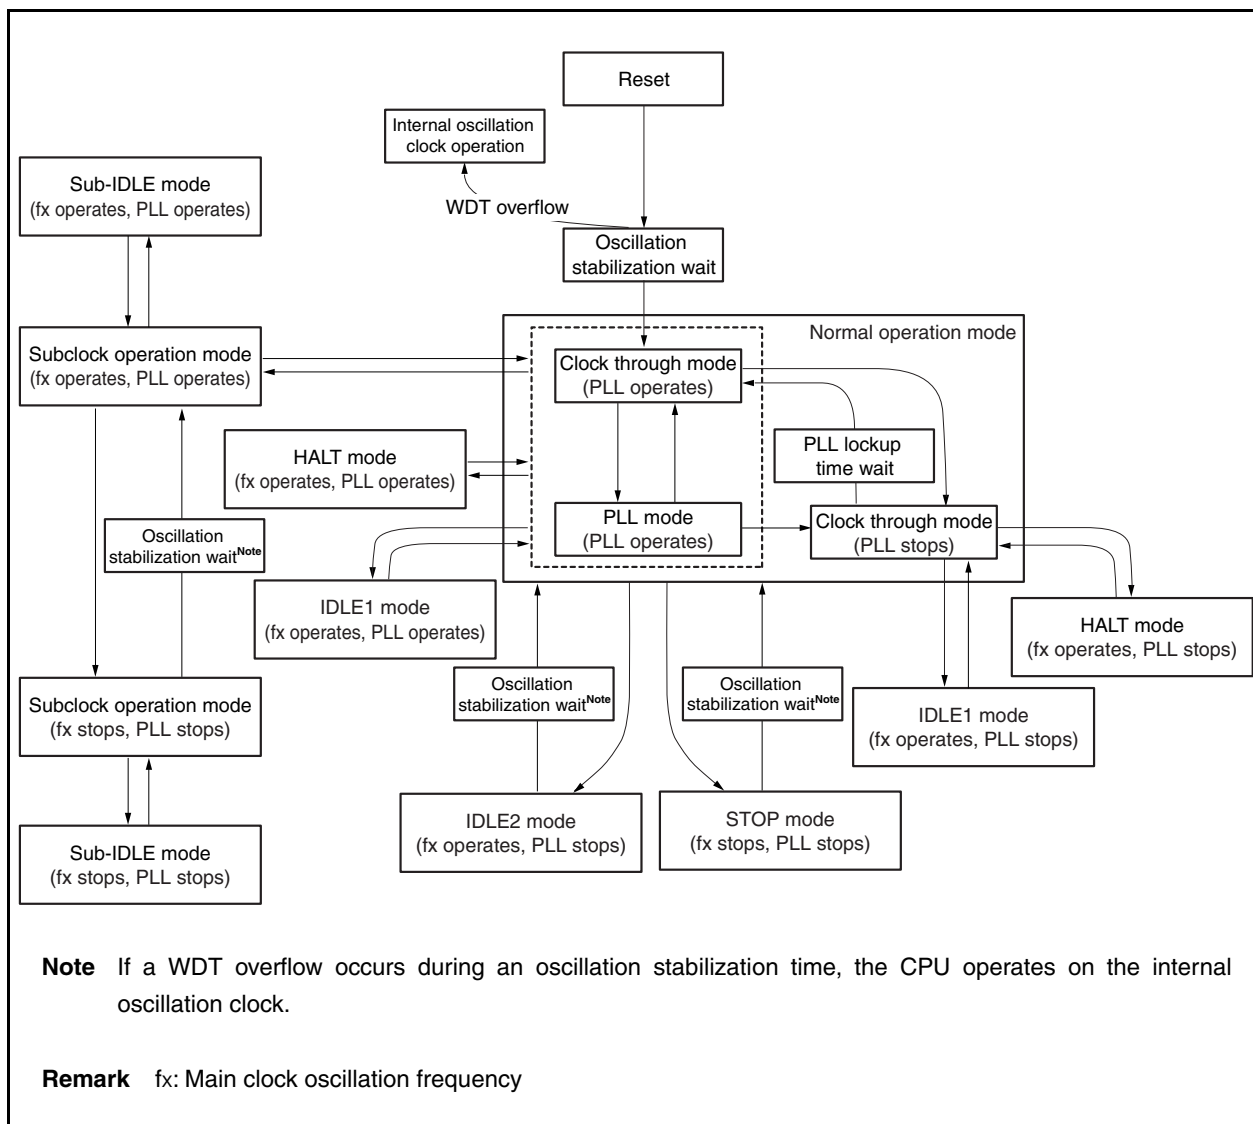 Reset
Internal oscillation
clock operation
WDT overflow
Sub-IDLE mode
(fx operates, PLL operates)
Oscillation
stabilization wait
Normal operation mode
Subclock operation mode
(fx operates, PLL operates)
Clock through mode
(PLL operates)
HALT mode
(fx operates, PLL operates)
PLL lockup
time wait
PLL mode
(PLL operates)
Clock through mode
(PLL stops)
Oscillation
stabilization waitNote
IDLE1 mode
(fx operates, PLL operates)
HALT mode
(fx operates, PLL stops)
Oscillation
stabilization waitNote
Oscillation
stabilization waitNote
Subclock operation mode
(fx stops, PLL stops)
IDLE1 mode
(fx operates, PLL stops)
IDLE2 mode
(fx operates, PLL stops)
STOP mode
(fx stops, PLL stops)
Sub-IDLE mode
(fx stops, PLL stops)
Note If a WDT overflow occurs during an oscillation stabilization time, the CPU operates on the internal
oscillation clock.
Remark fx: Main clock oscillation frequency